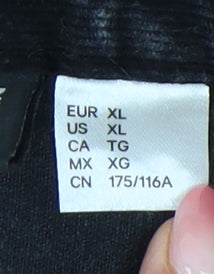 EUR XL
US XL
CA TG
MX XG
CN 175/116A